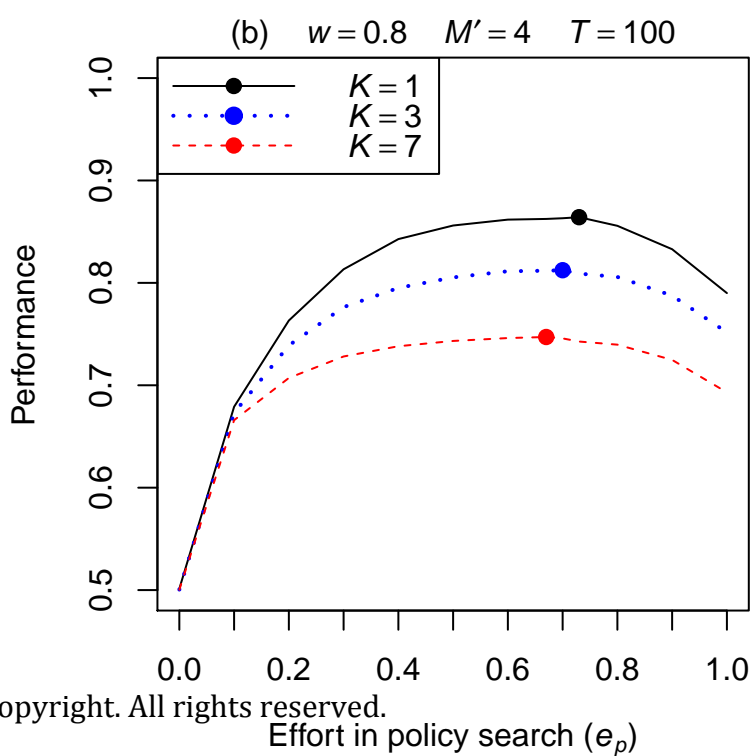 (b) w = 0.8 M′ = 4 T = 100
K = 1
K = 3
K = 7
Performance
1.0
0.9
0.8
0.7
0.6
0.5
0.0 0.2 0.4 0.6 0.8 1.0
opyright. All rights reserved.
Effort in policy search (eₚ)